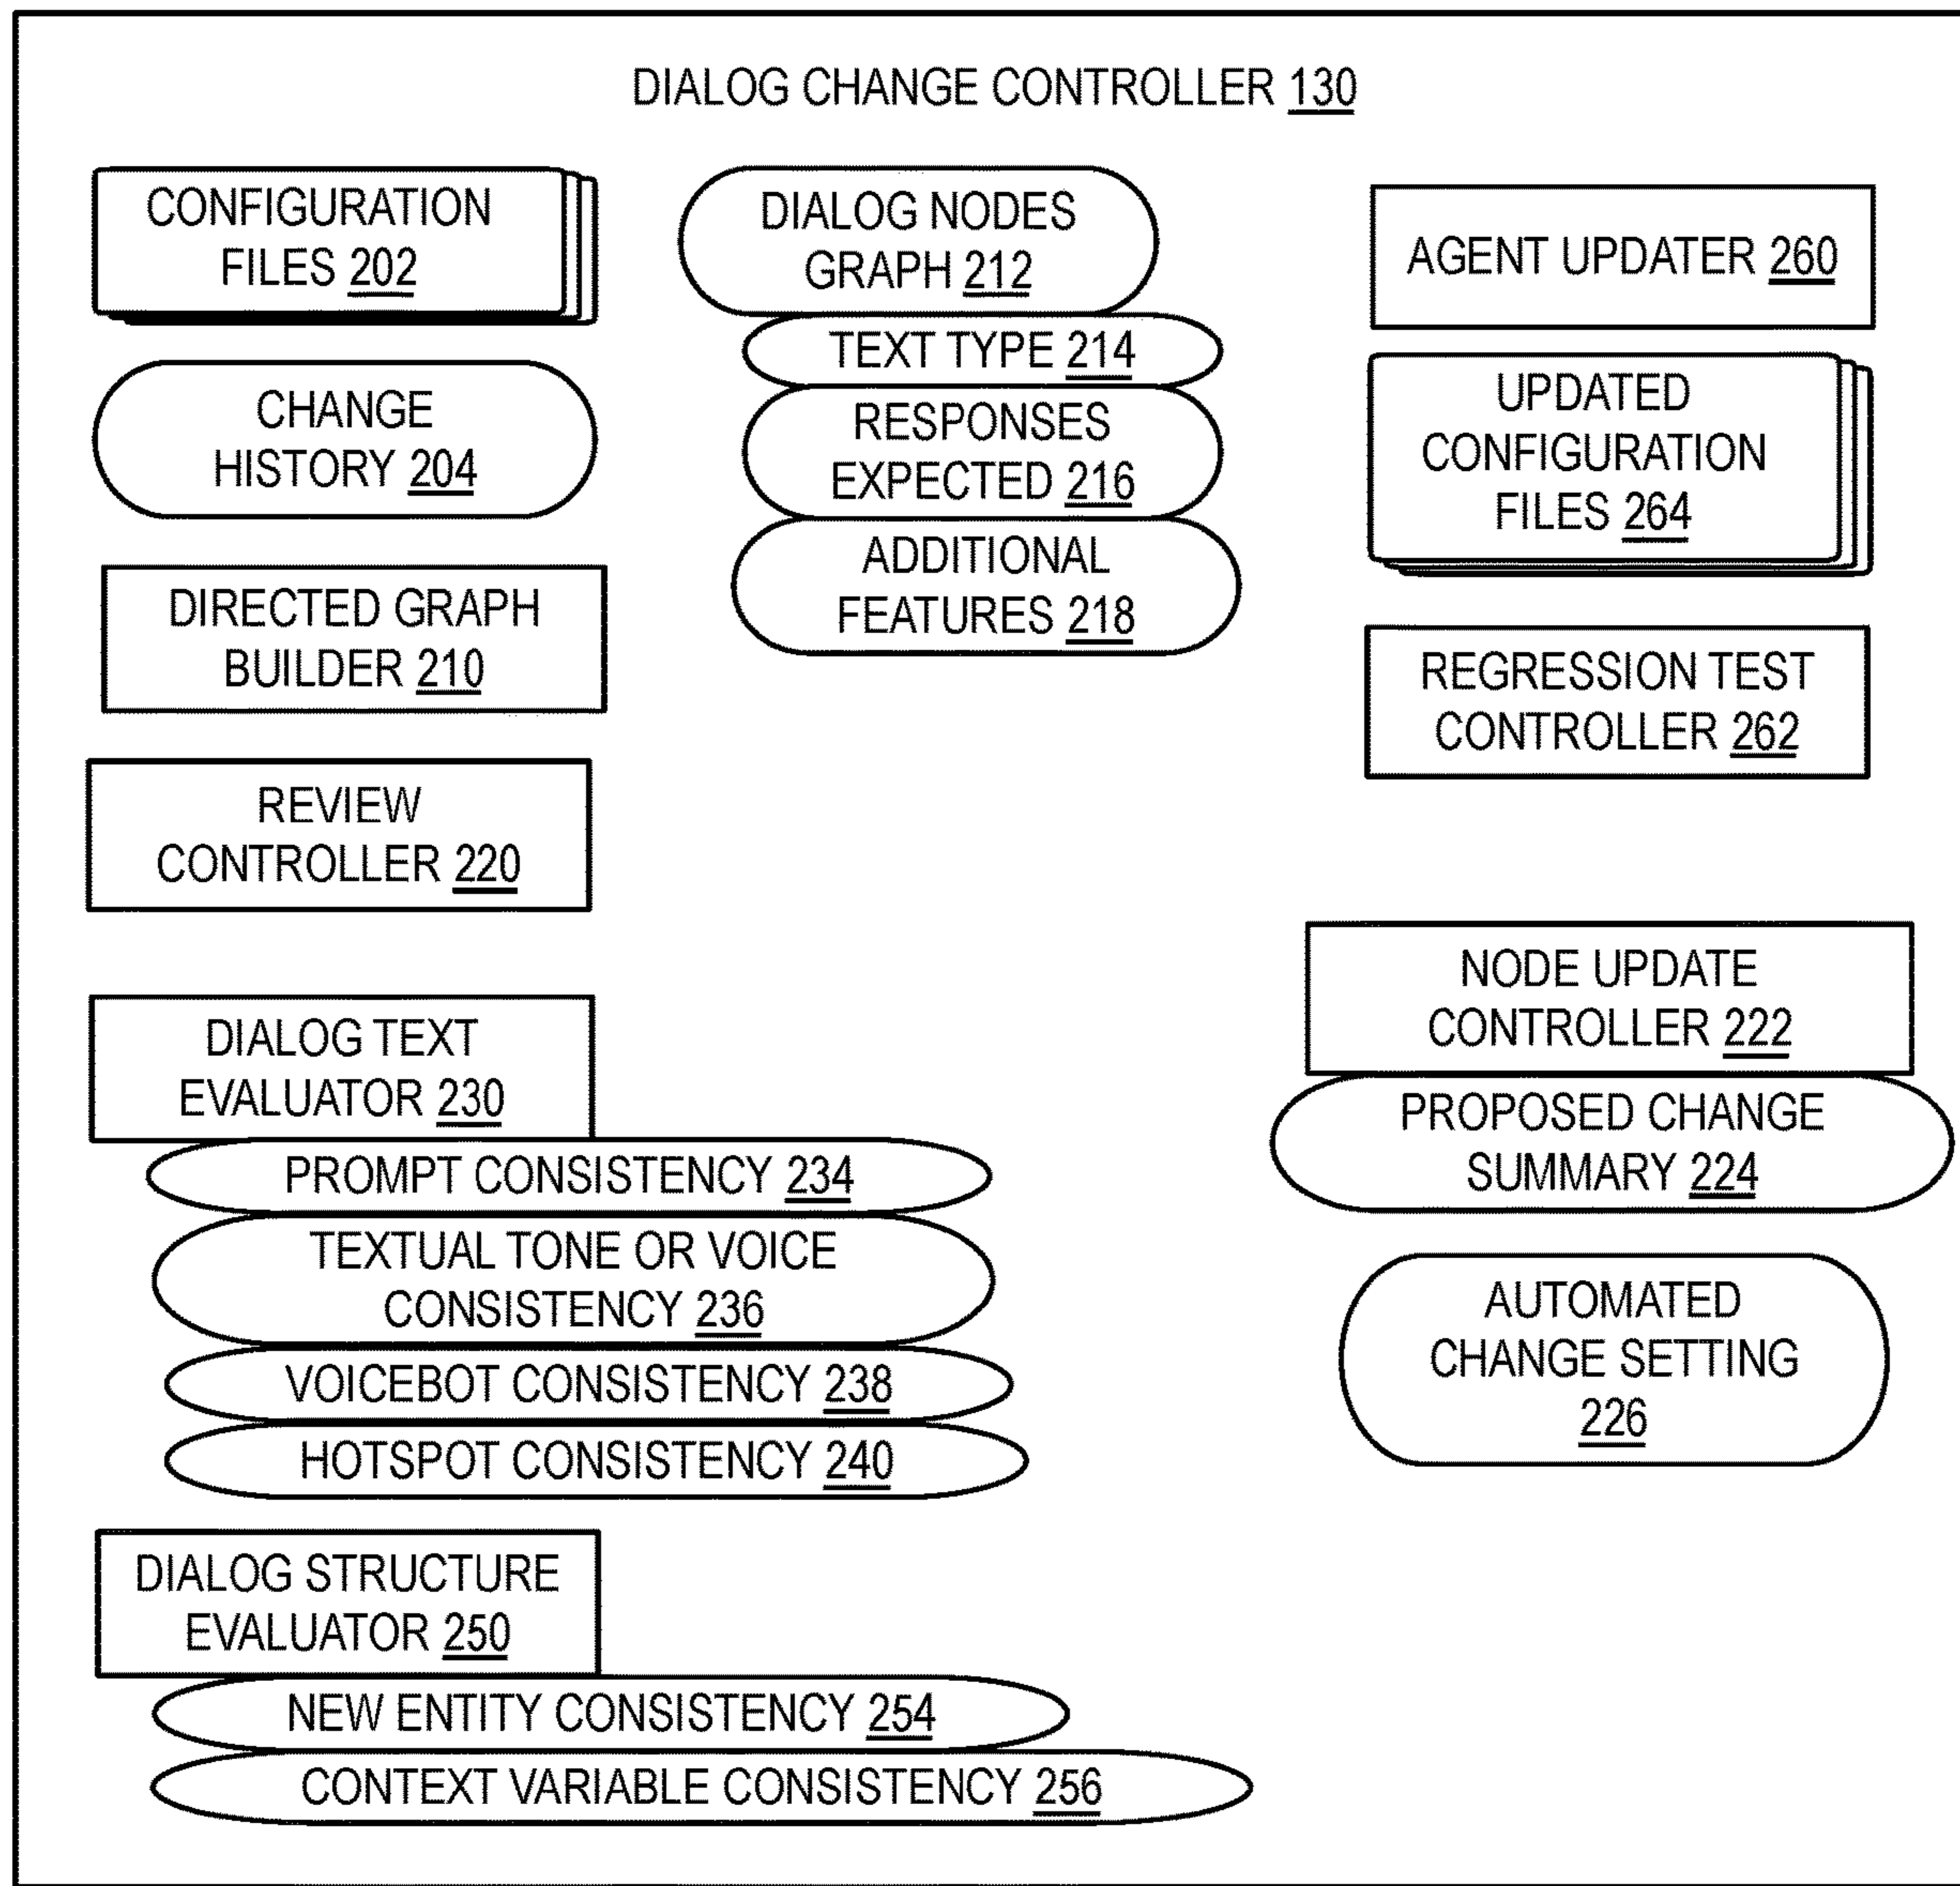 DIALOG CHANGE CONTROLLER 130
CONFIGURATION
FILES 202
CHANGE
HISTORY 204
DIRECTED GRAPH
BUILDER 210
REVIEW
CONTROLLER 220
DIALOG NODES
GRAPH 212
TEXT TYPE 214
RESPONSES
EXPECTED 216
ADDITIONAL
FEATURES 218
AGENT UPDATER 260
UPDATED
CONFIGURATION
FILES 264
REGRESSION TEST
CONTROLLER 262
NODE UPDATE
CONTROLLER 222
PROPOSED CHANGE
SUMMARY 224
AUTOMATED
CHANGE SETTING
226
DIALOG TEXT
EVALUATOR 230
PROMPT CONSISTENCY 234
TEXTUAL TONE OR VOICE
CONSISTENCY 236
VOICEBOT CONSISTENCY 238
HOTSPOT CONSISTENCY 240
DIALOG STRUCTURE
EVALUATOR 250
NEW ENTITY CONSISTENCY 254
CONTEXT VARIABLE CONSISTENCY 256